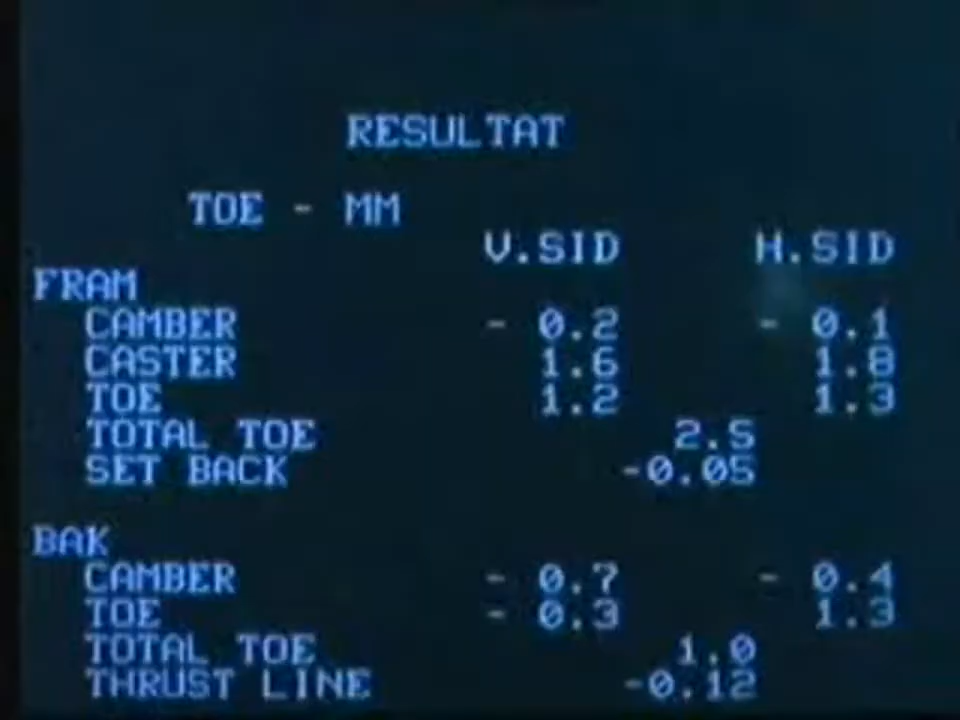 RESULTAT
TOE - MM
V.SID H.SID
FRAM
CAMBER - 0.2 - 0.1
CASTER 1.6 1.8
TOE 1.2 1.3
TOTAL TOE 2.5
SET BACK -0.05
BAK
CAMBER - 0.7 - 0.4
TOE - 0.3 1.3
TOTAL TOE 1.0
THRUST LINE -0.12